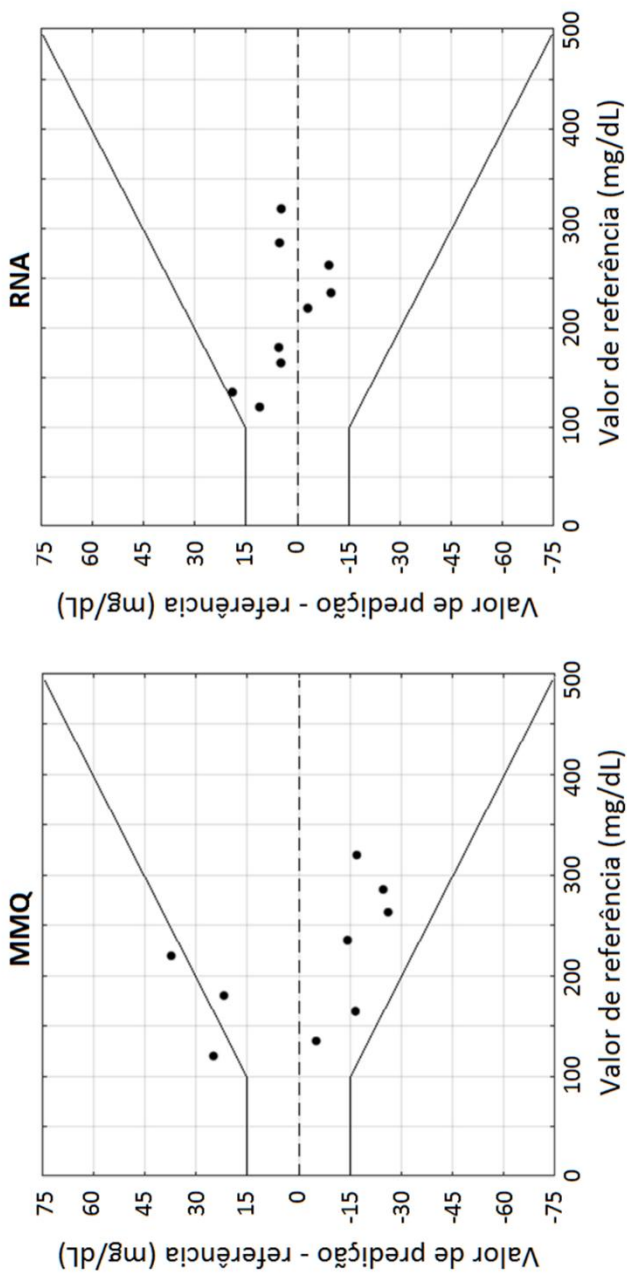 MMQ
75
60
45
30
15
0
-15
-30
-45
-60
-75
Valor de predição - referência (mg/dL)
0 100 200 300 400 500
Valor de referência (mg/dL)
RNA
75
60
45
30
15
0
-15
-30
-45
-60
-75
Valor de predição - referência (mg/dL)
0 100 200 300 400 500
Valor de referência (mg/dL)